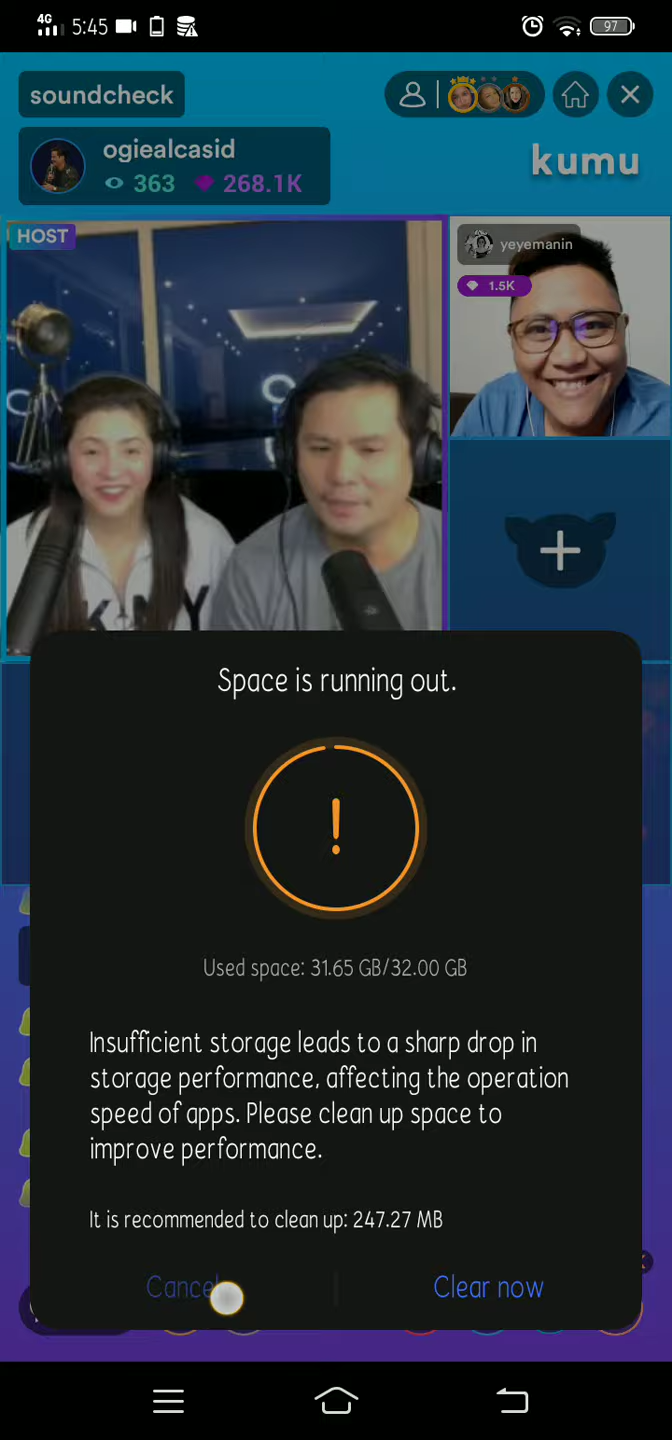 4G 5:45 97
soundcheck
ogiealcasid
363 268.1K
kumu
HOST
yeyemanin
1.5K
Space is running out.
!
Used space: 31.65 GB/32.00 GB
Insufficient storage leads to a sharp drop in
storage performance, affecting the operation
speed of apps. Please clean up space to
improve performance.
It is recommended to clean up: 247.27 MB
Cancel Clear now